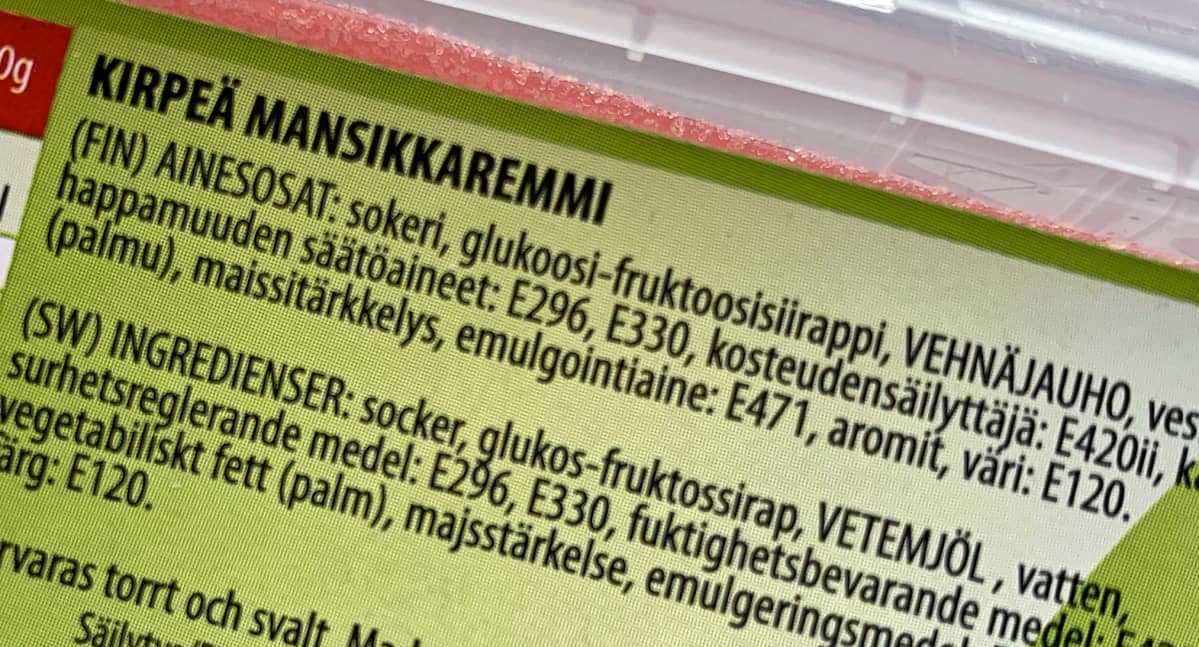 0g
KIRPEÄ MANSIKKAREMMI
(FIN) AINESOSAT: sokeri, glukoosi-fruktoosisiirappi, VEHNÄJAUHO, ves
happamuuden säätöaineet: E296, E330, kosteudensäilyttäjä: E420ii, k
(palmu), maissitärkkelys, emulgointiaine: E471, aromit, väri: E120.
(SW) INGREDIENSER: socker, glukos-fruktossirap, VETEMJÖL , vatten,
surhetsreglerande medel: E296, E330, fuktighetsbevarande medel:
vegetabiliskt fett (palm), majsstärkelse, emulgeringsmedel:
ärg: E120.
rvaras torrt och svalt.